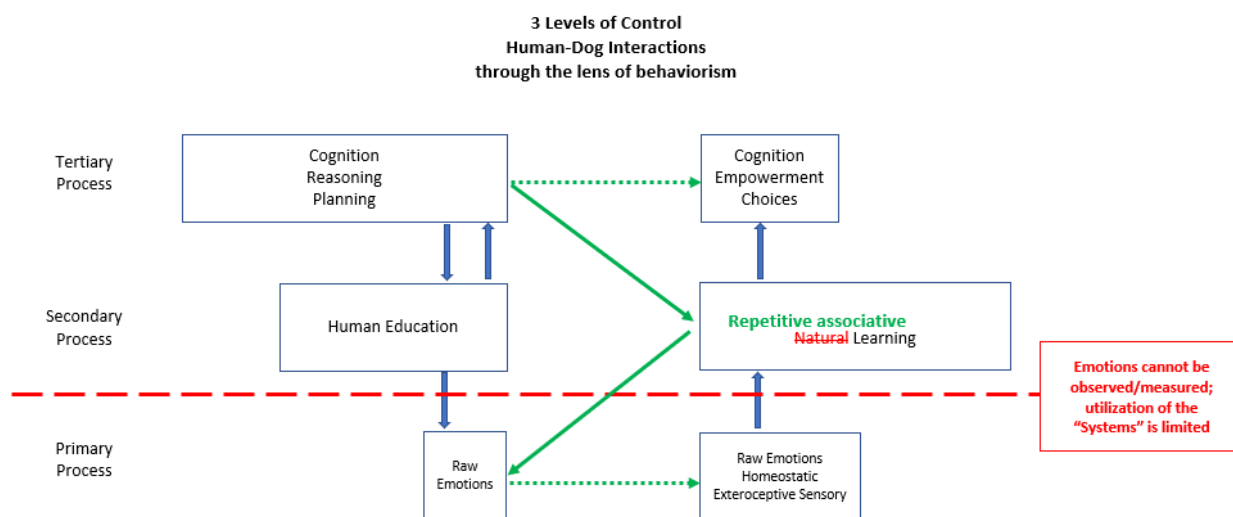 3 Levels of Control
Human-Dog Interactions
through the lens of behaviorism
Tertiary
Process
Cognition
Reasoning
Planning
Cognition
Empowerment
Choices
Secondary
Process
Human Education
Repetitive associative
Natural Learning
Emotions cannot be
observed/measured;
utilization of the
“Systems” is limited
Primary
Process
Raw
Emotions
Raw Emotions
Homeostatic
Exteroceptive Sensory